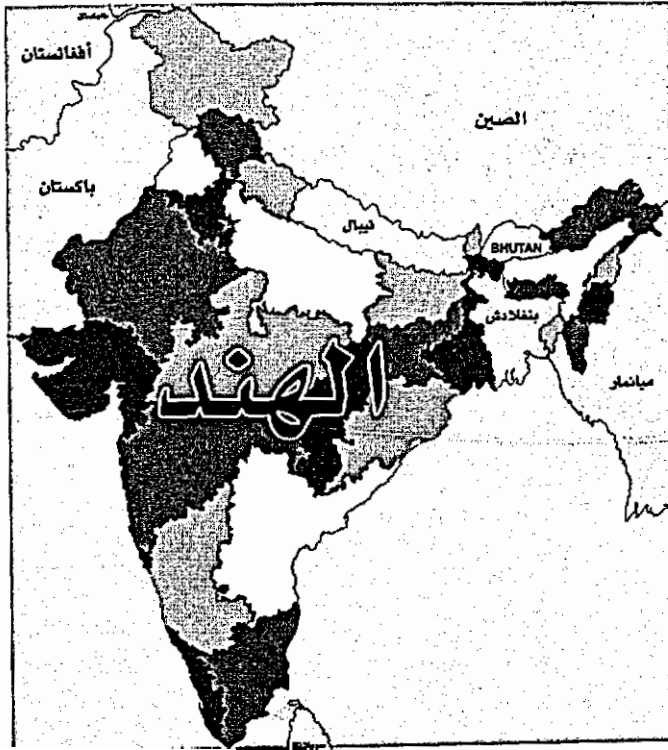 أفغانستان
الصين
باكستان
نيبال
BHUTAN
بنغلادش
الهند
ميانمار